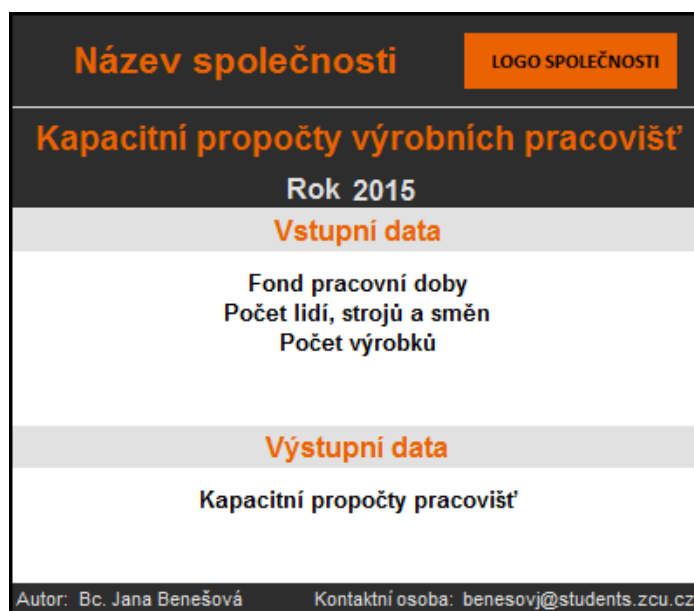 Název společnosti
LOGO SPOLEČNOSTI
Kapacitní propočty výrobních pracovišť
Rok 2015
Vstupní data
Fond pracovní doby
Počet lidí, strojů a směn
Počet výrobků
Výstupní data
Kapacitní propočty pracovišť
Autor: Bc. Jana Benešová Kontaktní osoba: benesovj@students.zcu.cz